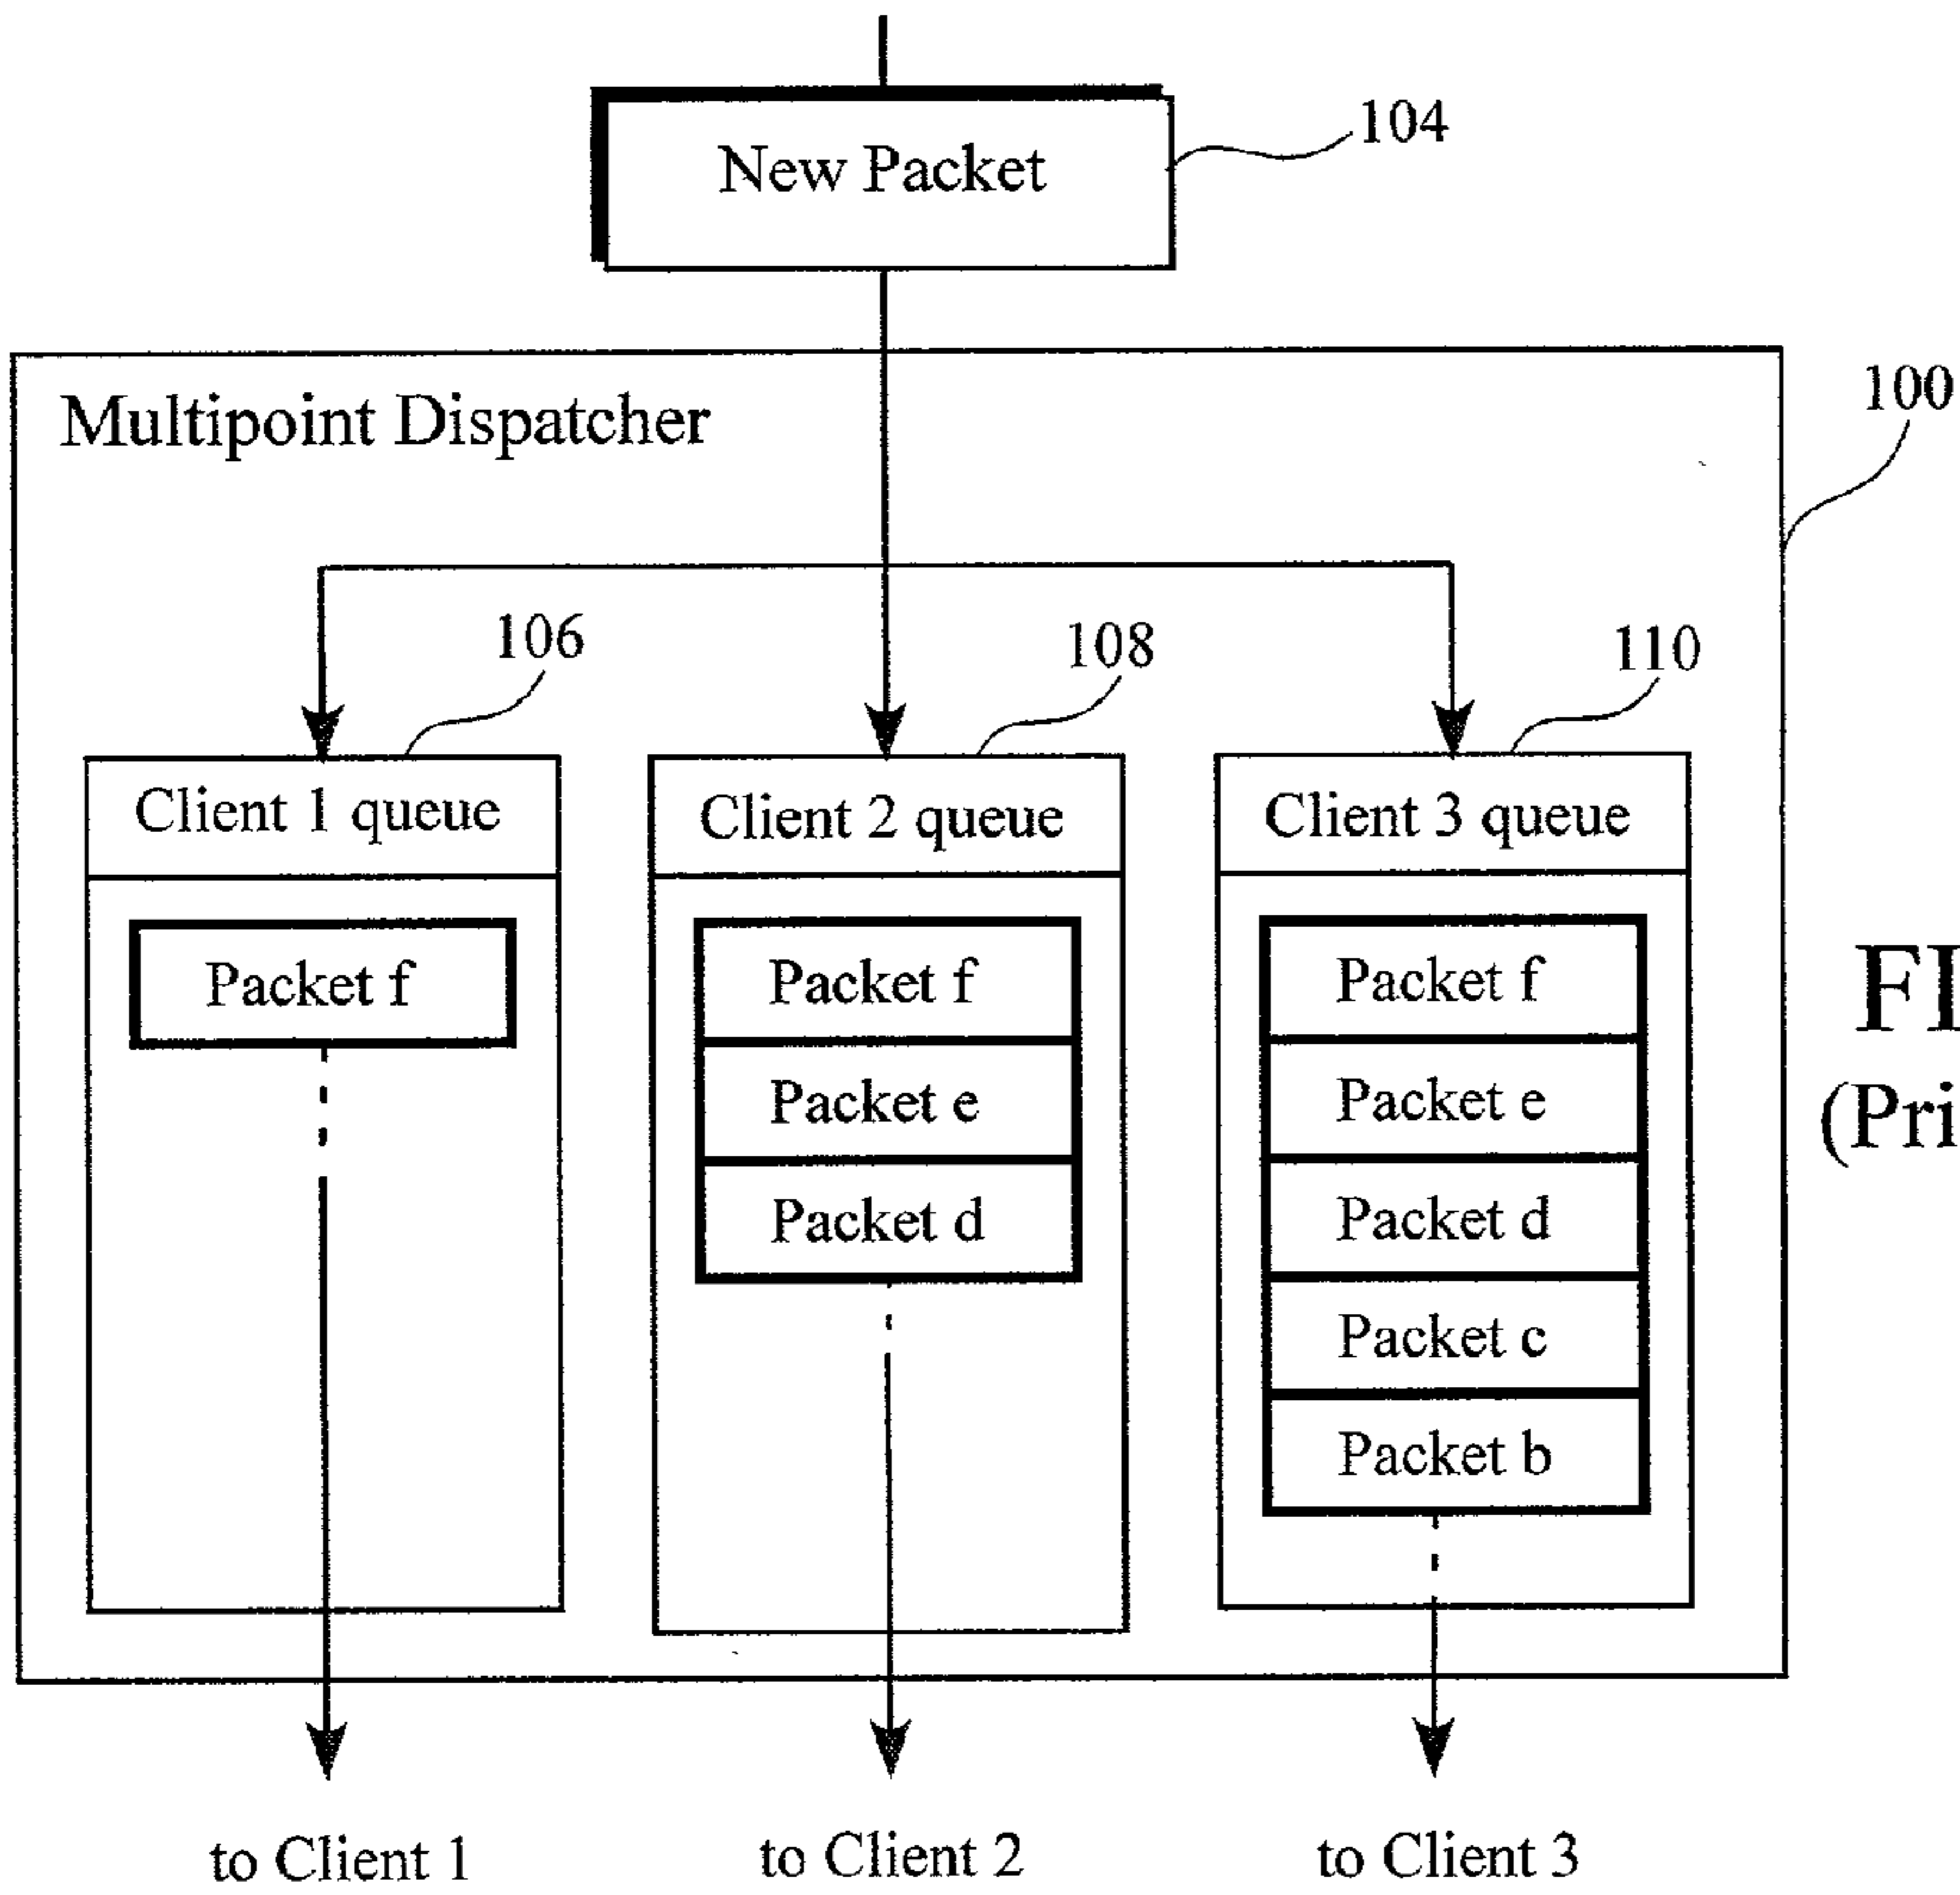 New Packet
104
Multipoint Dispatcher
100
106
108
110
Client 1 queue
Client 2 queue
Client 3 queue
Packet f
Packet f
Packet e
Packet d
Packet f
Packet e
Packet d
Packet c
Packet b
to Client 1
to Client 2
to Client 3